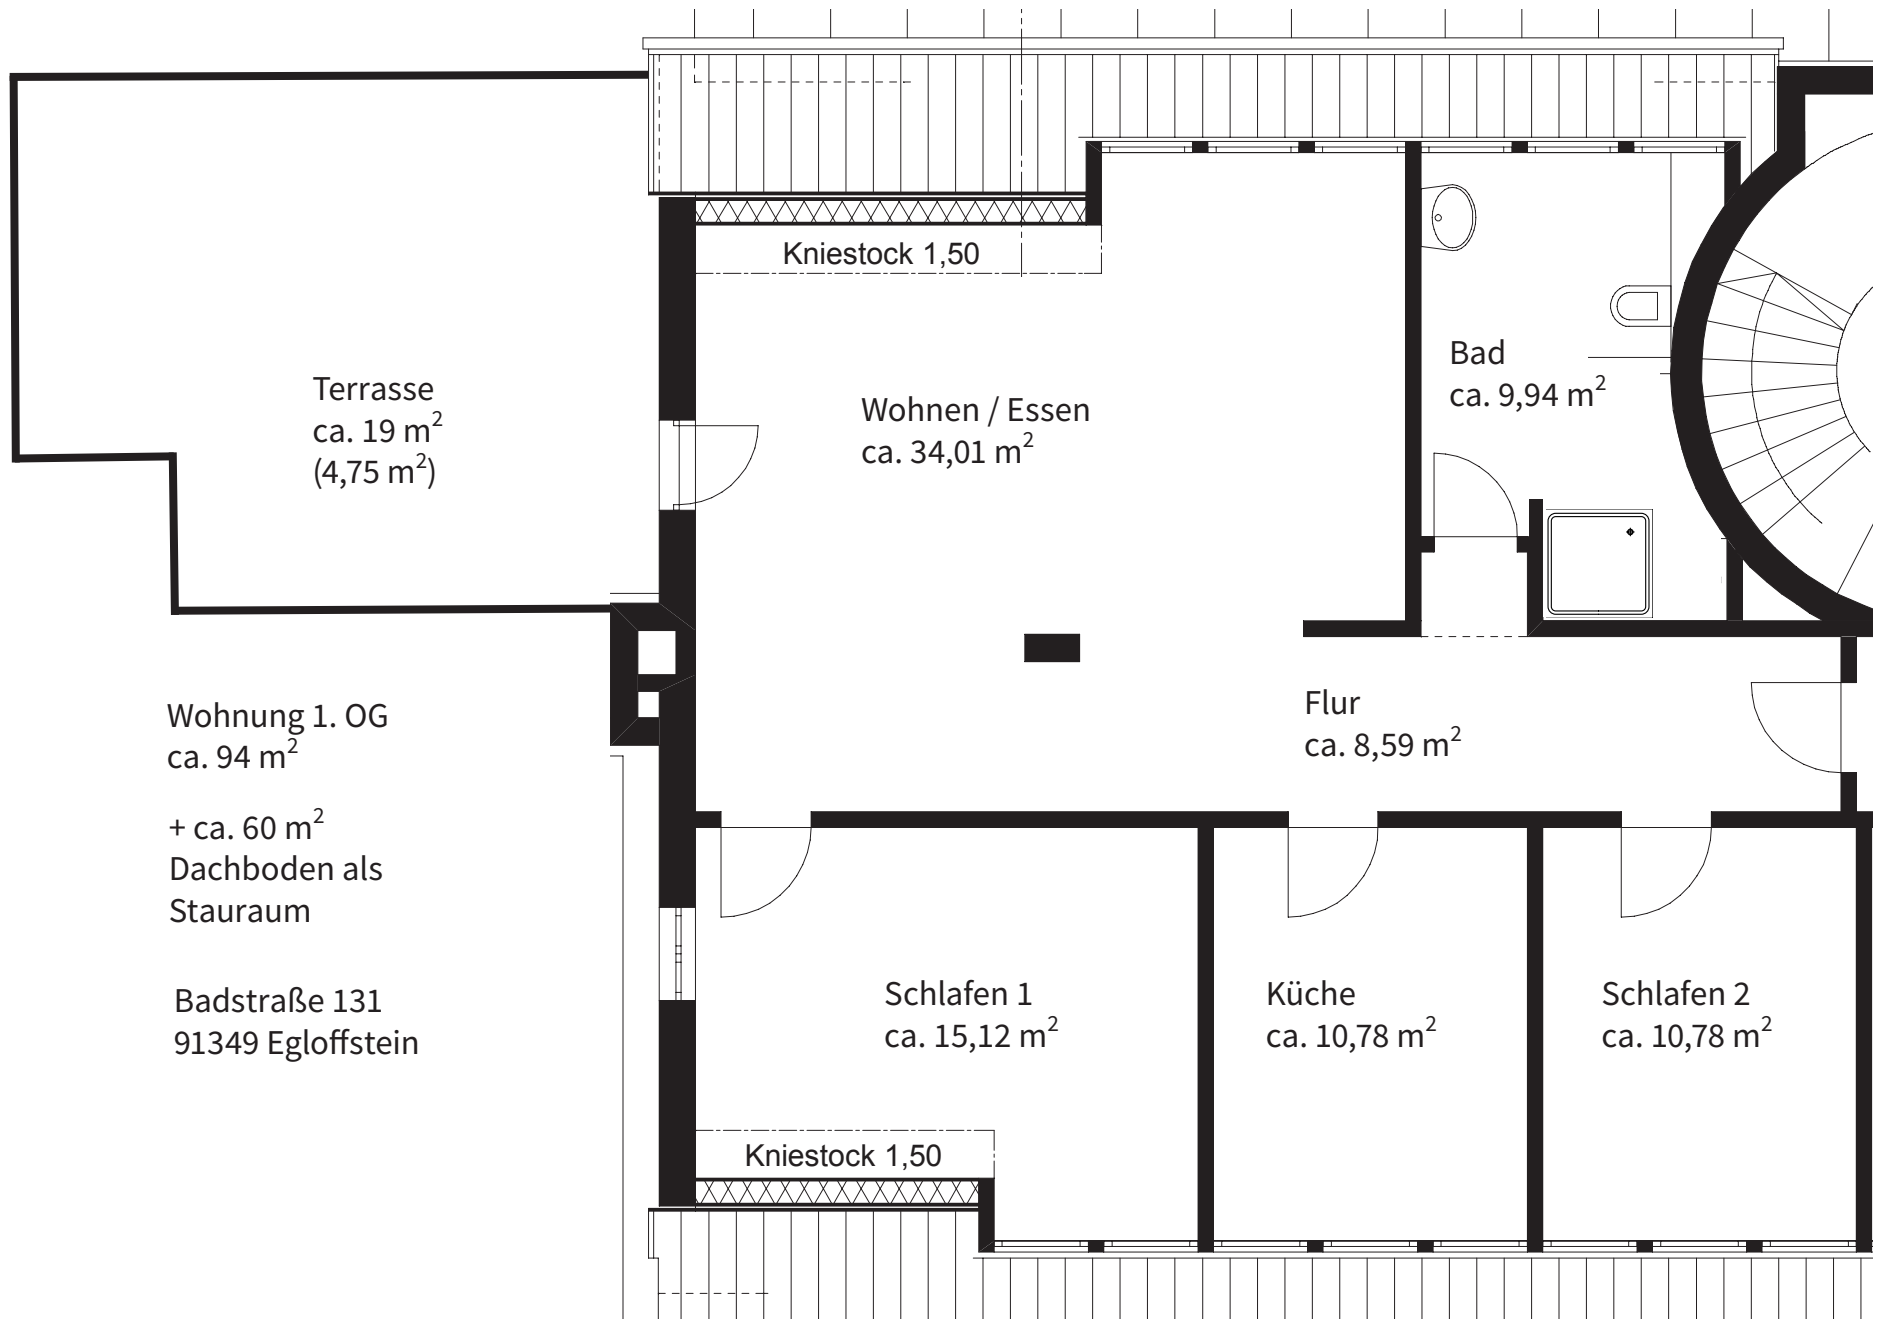 Kniestock 1,50
Terrasse
ca. 19 m²
(4,75 m²)
Wohnen / Essen
ca. 34,01 m²
Bad
ca. 9,94 m²
Flur
ca. 8,59 m²
Wohnung 1. OG
ca. 94 m²
+ ca. 60 m²
Dachboden als
Stauraum
Badstraße 131
91349 Egloffstein
Schlafen 1
ca. 15,12 m²
Küche
ca. 10,78 m²
Schlafen 2
ca. 10,78 m²
Kniestock 1,50